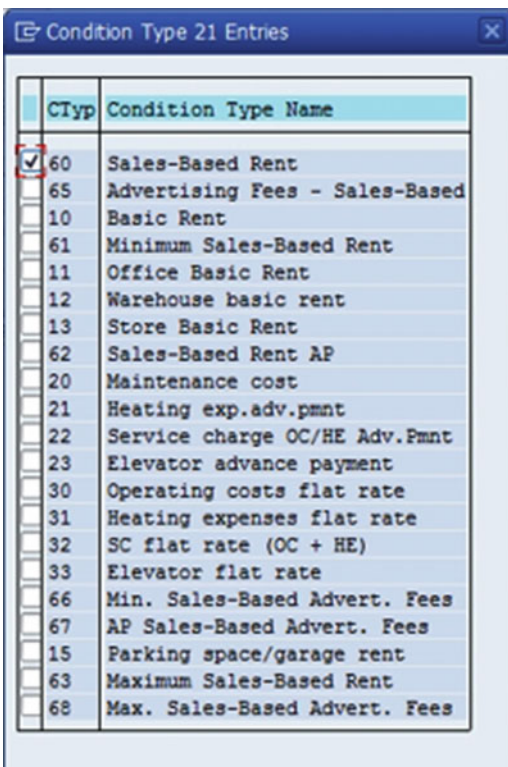 Condition Type 21 Entries
CTyp Condition Type Name
60 Sales-Based Rent
65 Advertising Fees - Sales-Based
10 Basic Rent
61 Minimum Sales-Based Rent
11 Office Basic Rent
12 Warehouse basic rent
13 Store Basic Rent
62 Sales-Based Rent AP
20 Maintenance cost
21 Heating exp.adv.pmnt
22 Service charge OC/HE Adv.Pmnt
23 Elevator advance payment
30 Operating costs flat rate
31 Heating expenses flat rate
32 SC flat rate (OC + HE)
33 Elevator flat rate
66 Min. Sales-Based Advert. Fees
67 AP Sales-Based Advert. Fees
15 Parking space/garage rent
63 Maximum Sales-Based Rent
68 Max. Sales-Based Advert. Fees